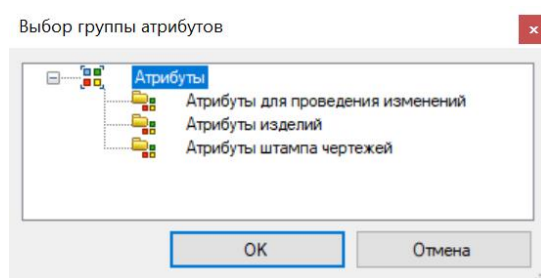 Выбор группы атрибутов
Атрибуты
Атрибуты для проведения изменений
Атрибуты изделий
Атрибуты штампа чертежей
OK
Отмена